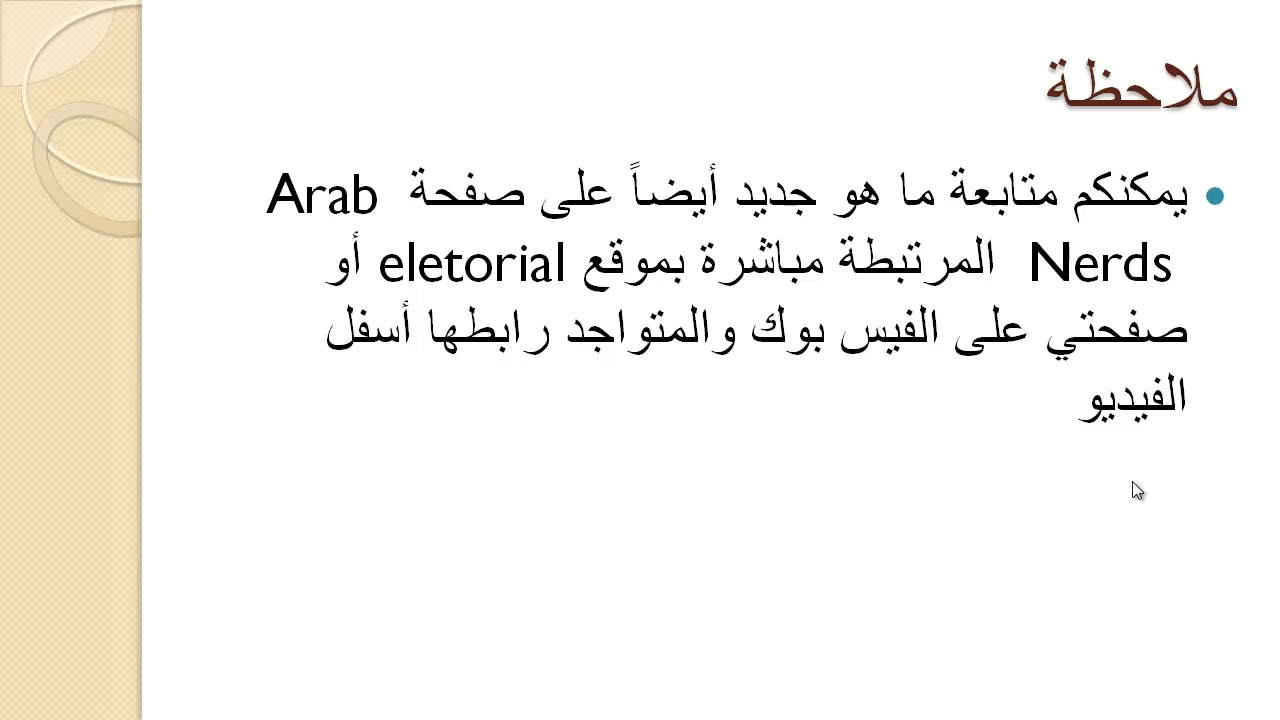 ملاحظة
يمكنكم متابعة ما هو جديد أيضاً على صفحة Arab
Nerds المرتبطة مباشرة بموقع eletorial أو
صفحتي على الفيس بوك والمتواجد رابطها أسفل
الفيديو